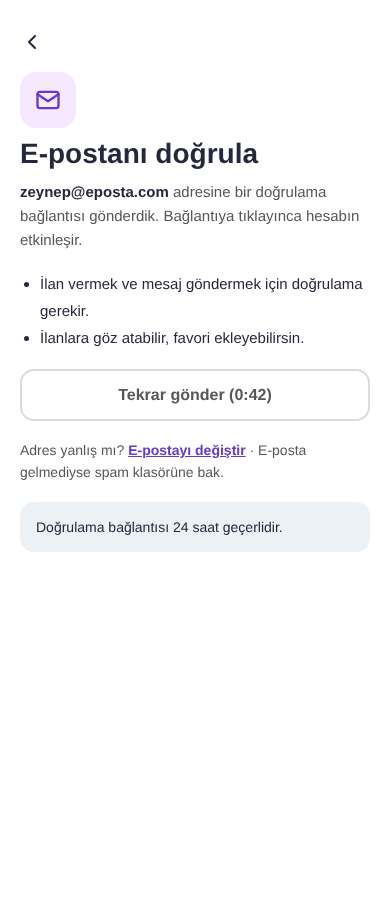 E-postanı doğrula
zeynep@eposta.com adresine bir doğrulama
bağlantısı gönderdik. Bağlantıya tıklayınca hesabın
etkinleşir.
İlan vermek ve mesaj göndermek için doğrulama
gerekir.
İlanlara göz atabilir, favori ekleyebilirsin.
Tekrar gönder (0:42)
Adres yanlış mı? E-postayı değiştir · E-posta
gelmediyse spam klasörüne bak.
Doğrulama bağlantısı 24 saat geçerlidir.